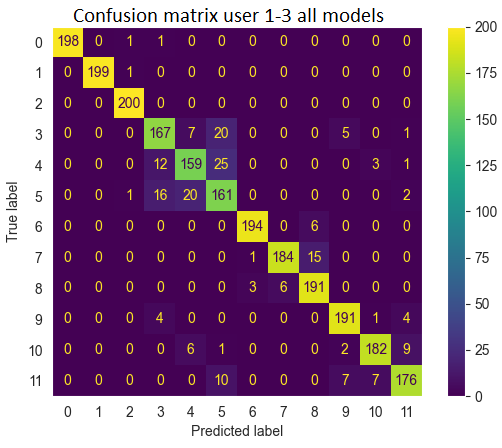 Confusion matrix user 1-3 all models
0 198 0 1 1 0 0 0 0 0 0 0 0
1 0 199 1 0 0 0 0 0 0 0 0 0
2 0 0 200 0 0 0 0 0 0 0 0 0
3 0 0 0 167 7 20 0 0 0 5 0 1
4 0 0 0 12 159 25 0 0 0 0 3 1
5 0 0 1 16 20 161 0 0 0 0 0 2
6 0 0 0 0 0 0 194 0 6 0 0 0
7 0 0 0 0 0 0 1 184 15 0 0 0
8 0 0 0 0 0 0 3 6 191 0 0 0
9 0 0 0 4 0 0 0 0 0 191 1 4
10 0 0 0 0 6 1 0 0 0 2 182 9
11 0 0 0 0 0 10 0 0 0 7 7 176
0 1 2 3 4 5 6 7 8 9 10 11
Predicted label
True label
200
175
150
125
100
75
50
25
0